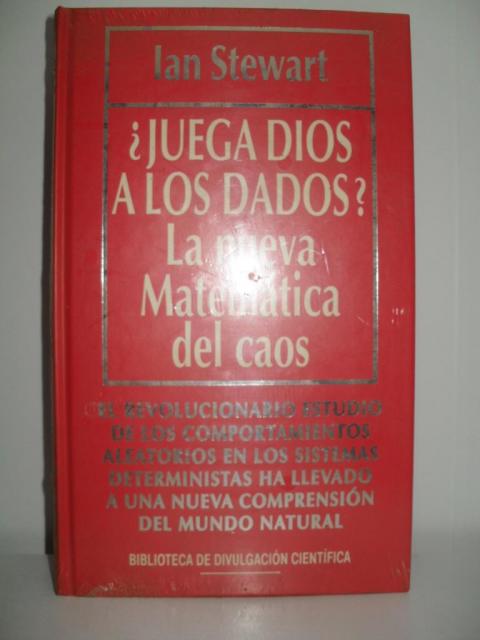 Ian Stewart
¿JUEGA DIOS
A LOS DADOS?
La nueva
Matemática
del caos
EL REVOLUCIONARIO ESTUDIO
DE LOS COMPORTAMIENTOS
ALEATORIOS EN LOS SISTEMAS
DETERMINISTAS HA LLEVADO
A UNA NUEVA COMPRENSIÓN
DEL MUNDO NATURAL
BIBLIOTECA DE DIVULGACIÓN CIENTÍFICA